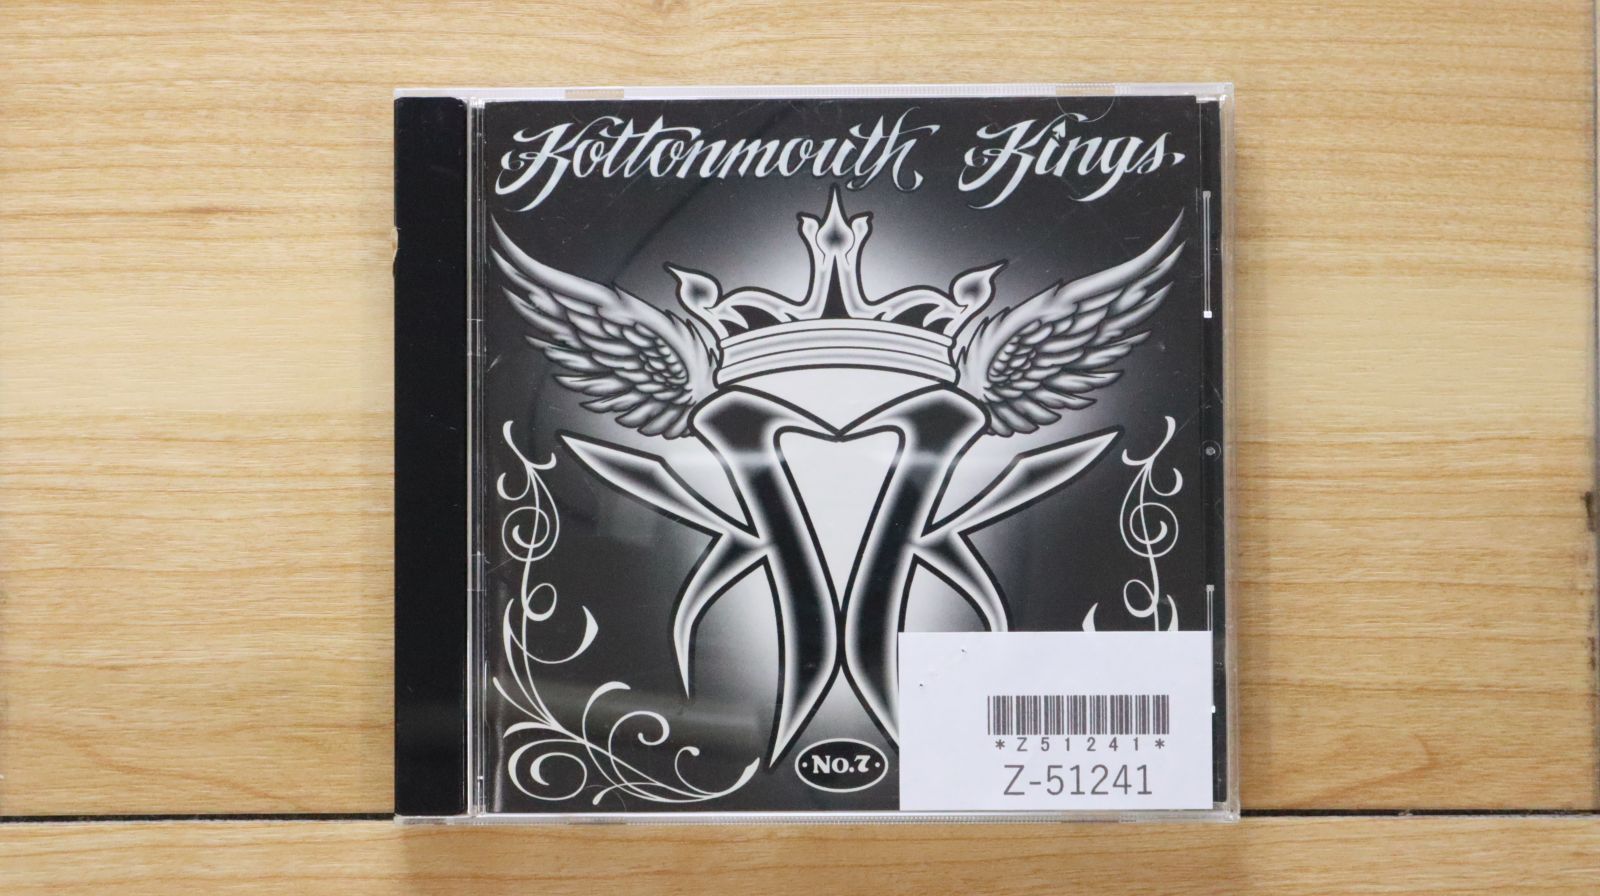 Kottonmouth Kings
·No.7·
*Z51241*
Z-51241